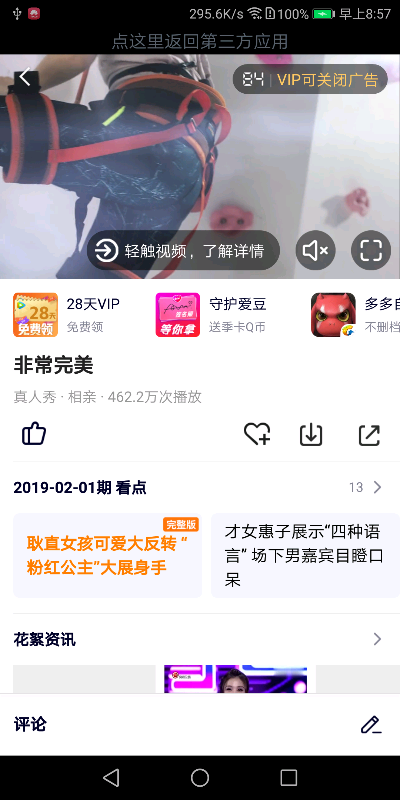 295.6K/s 100% 早上8:57
点这里返回第三方应用
84 | VIP可关闭广告
轻触视频，了解详情
28天VIP
免费领
守护爱豆
送季卡Q币
多多自
不删档
28天
免费领
等你拿
非常完美
真人秀 · 相亲 · 462.2万次播放
2019-02-01期 看点
13
完整版
耿直女孩可爱大反转 “
粉红公主”大展身手
才女惠子展示“四种语
言” 场下男嘉宾目瞪口
呆
花絮资讯
评论